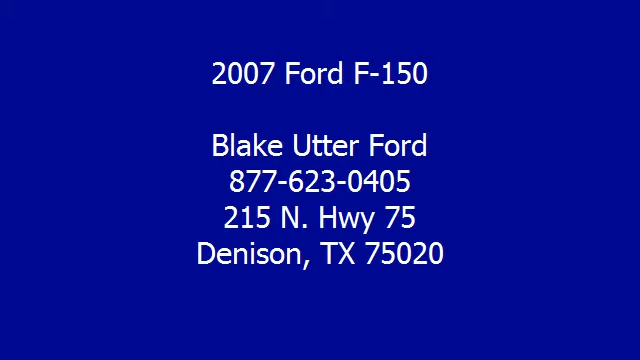 2007 Ford F-150
Blake Utter Ford
877-623-0405
215 N. Hwy 75
Denison, TX 75020